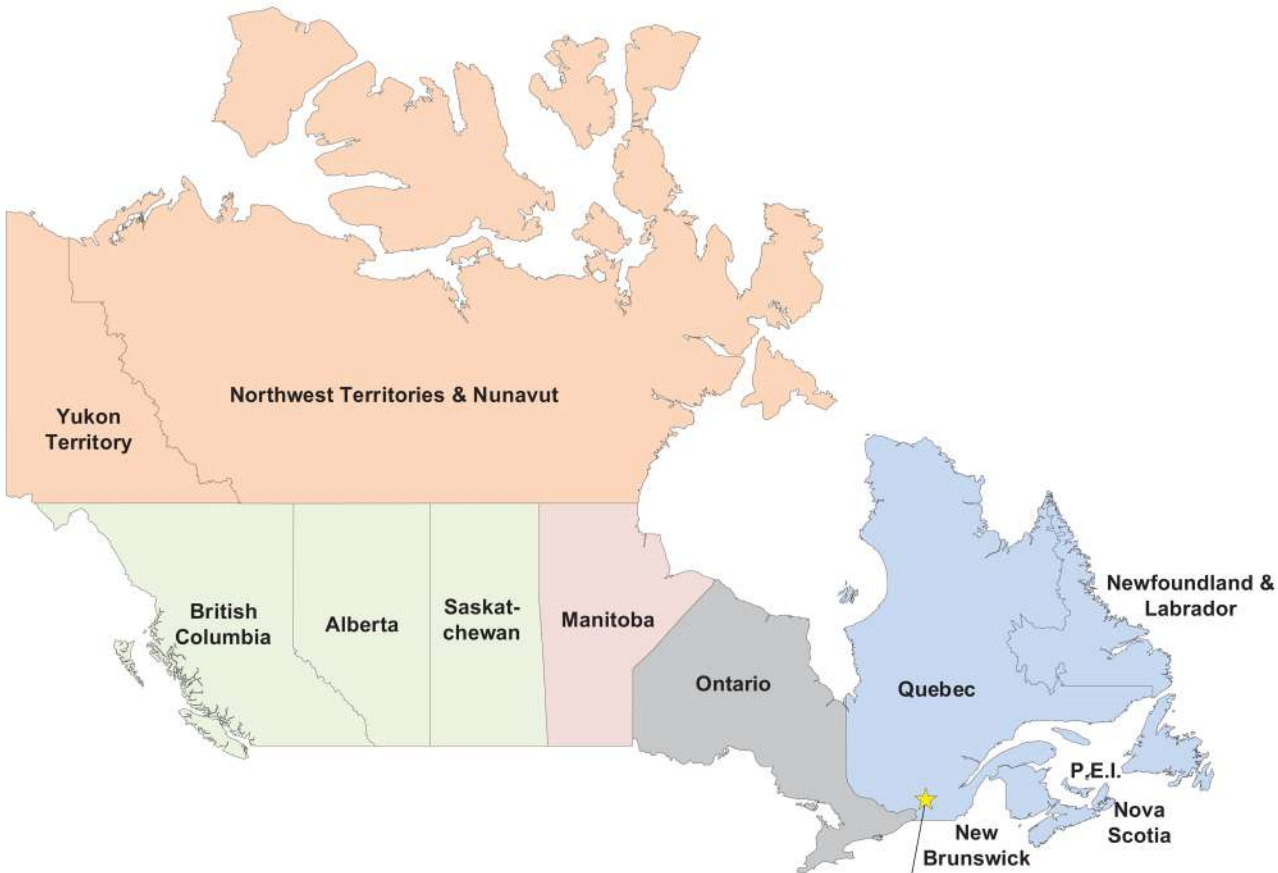 Northwest Territories & Nunavut
Yukon
Territory
British
Columbia
Alberta
Saskat-
chewan
Manitoba
Ontario
Quebec
Newfoundland &
Labrador
P.E.I.
Nova
Scotia
New
Brunswick